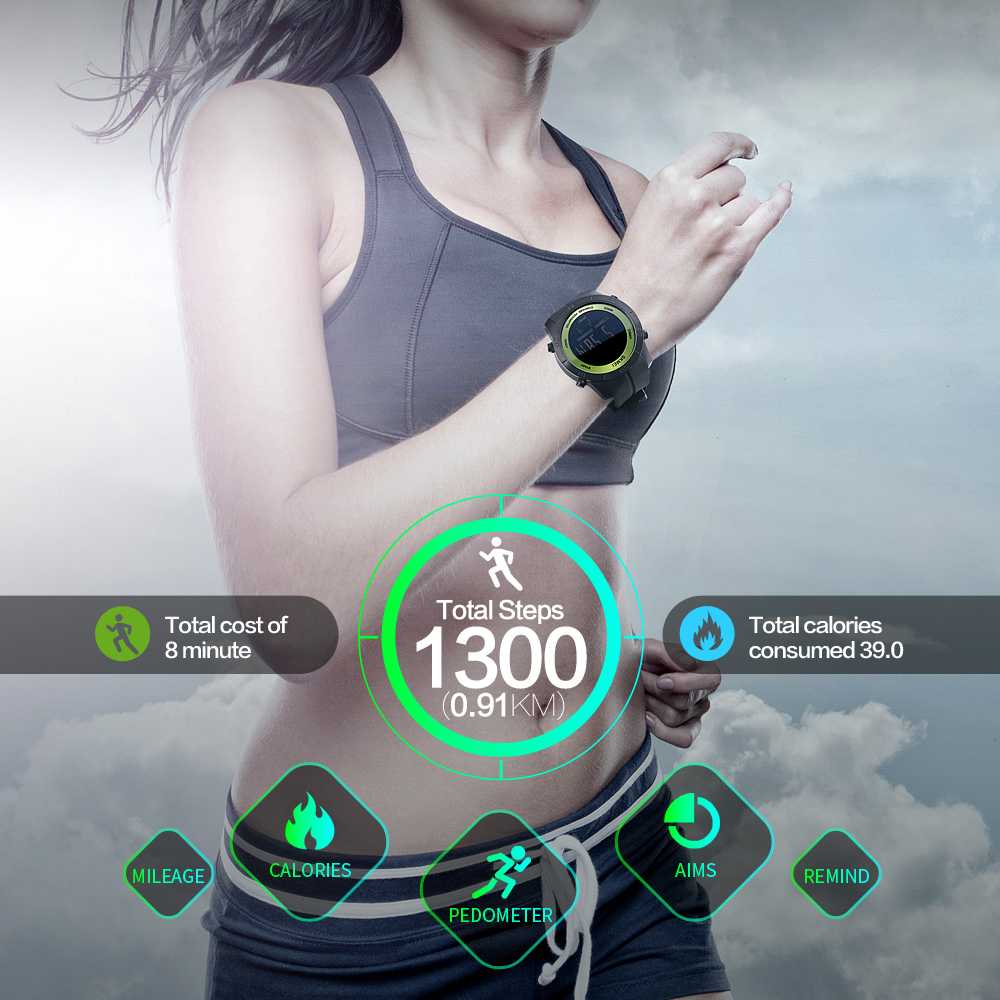 Total Steps
1300
(0.91KM)
Total cost of
8 minute
Total calories
consumed 39.0
MILEAGE
CALORIES
PEDOMETER
AIMS
REMIND